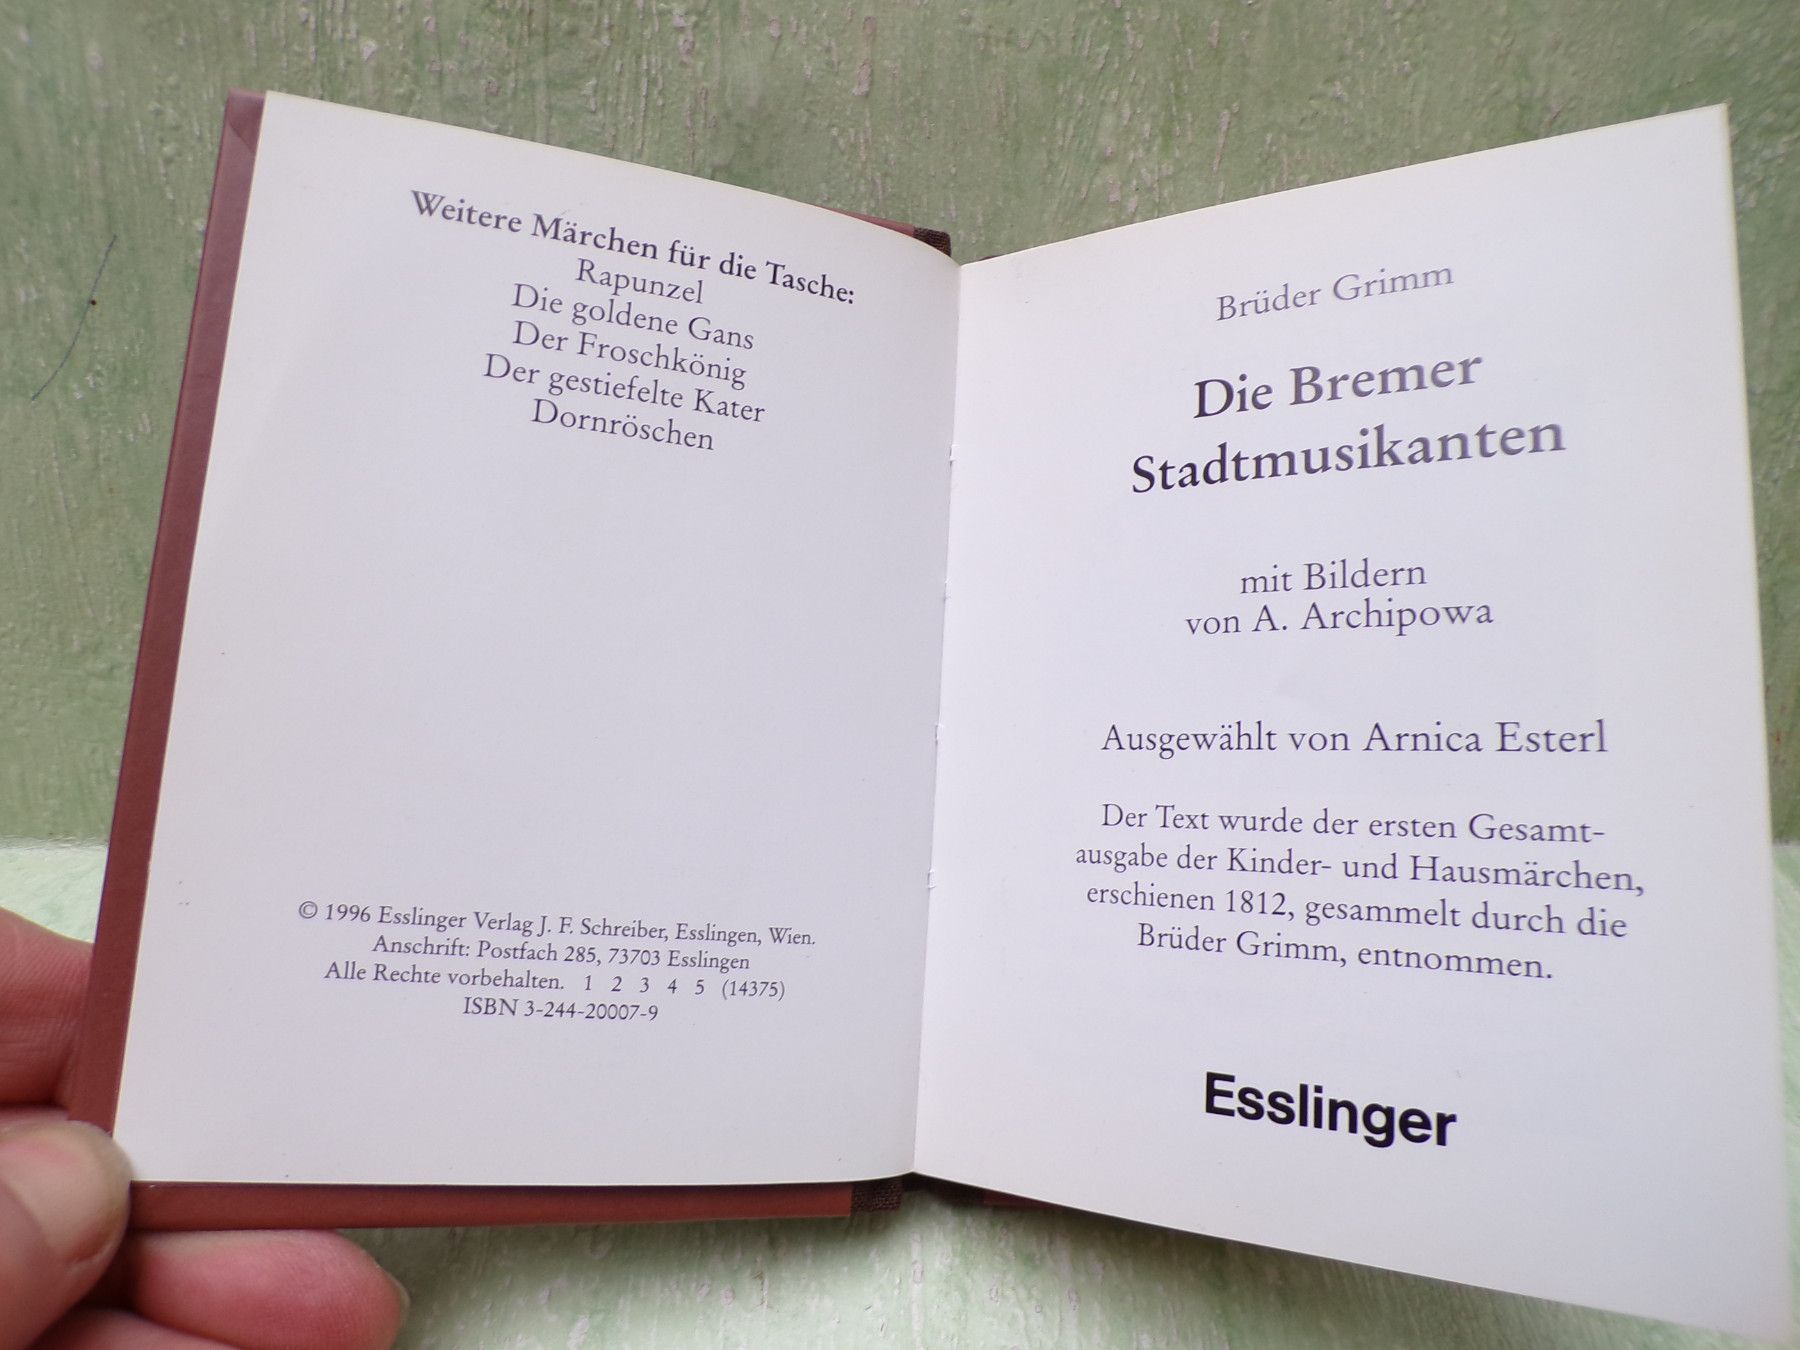 Weitere Märchen für die Tasche:
Rapunzel
Die goldene Gans
Der Froschkönig
Der gestiefelte Kater
Dornröschen
© 1996 Esslinger Verlag J. F. Schreiber, Esslingen, Wien.
Anschrift: Postfach 285, 73703 Esslingen
Alle Rechte vorbehalten. 1 2 3 4 5 (14375)
ISBN 3-244-20007-9
Brüder Grimm
Die Bremer
Stadtmusikanten
mit Bildern
von A. Archipowa
Ausgewählt von Arnica Esterl
Der Text wurde der ersten Gesamt-
ausgabe der Kinder- und Hausmärchen,
erschienen 1812, gesammelt durch die
Brüder Grimm, entnommen.
Esslinger